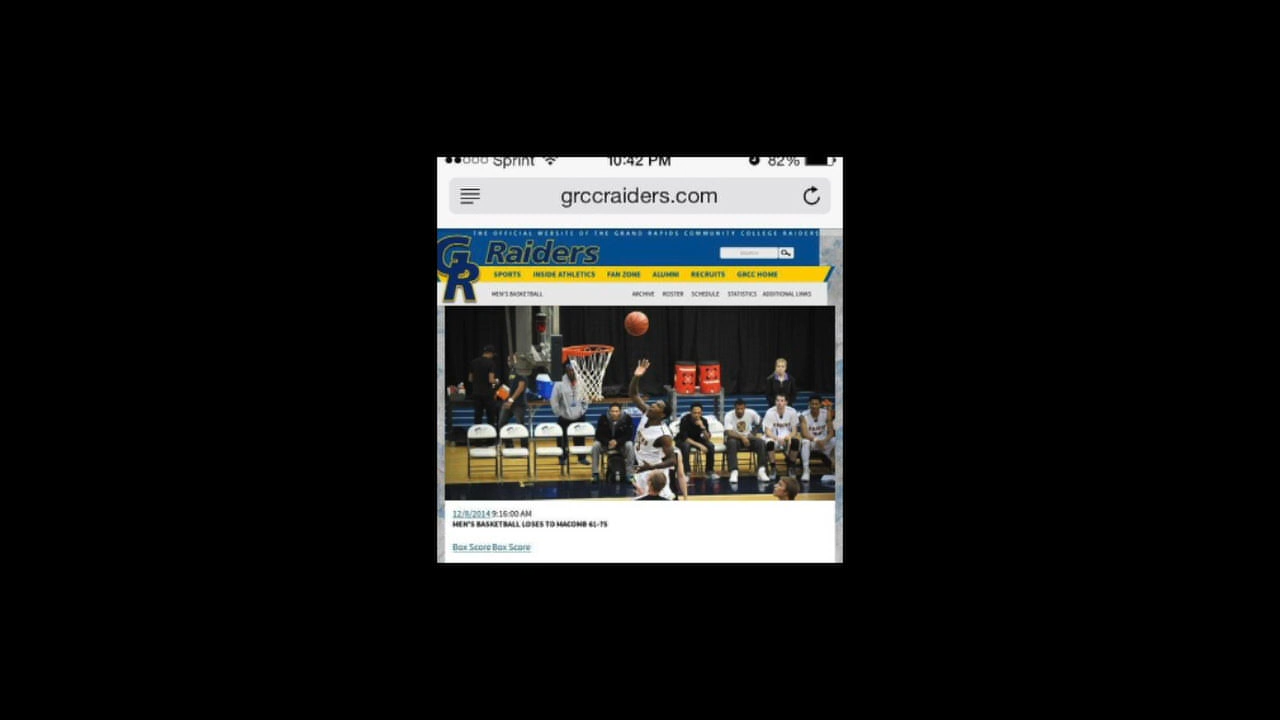 Sprint 10:42 PM 82%
grccraiders.com
THE OFFICIAL WEBSITE OF THE GRAND RAPIDS COMMUNITY COLLEGE RAIDERS
GR Raiders
SEARCH
SPORTS INSIDE ATHLETICS FAN ZONE ALUMNI RECRUITS GRCC HOME
MEN'S BASKETBALL ARCHIVE ROSTER SCHEDULE STATISTICS ADDITIONAL LINKS
12/8/2014 9:16:00 AM
MEN'S BASKETBALL LOSES TO MACOMB 61-75
Box Score Box Score